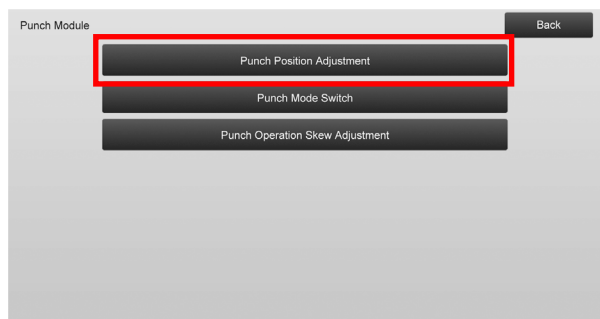 Punch Module
Back
Punch Position Adjustment
Punch Mode Switch
Punch Operation Skew Adjustment